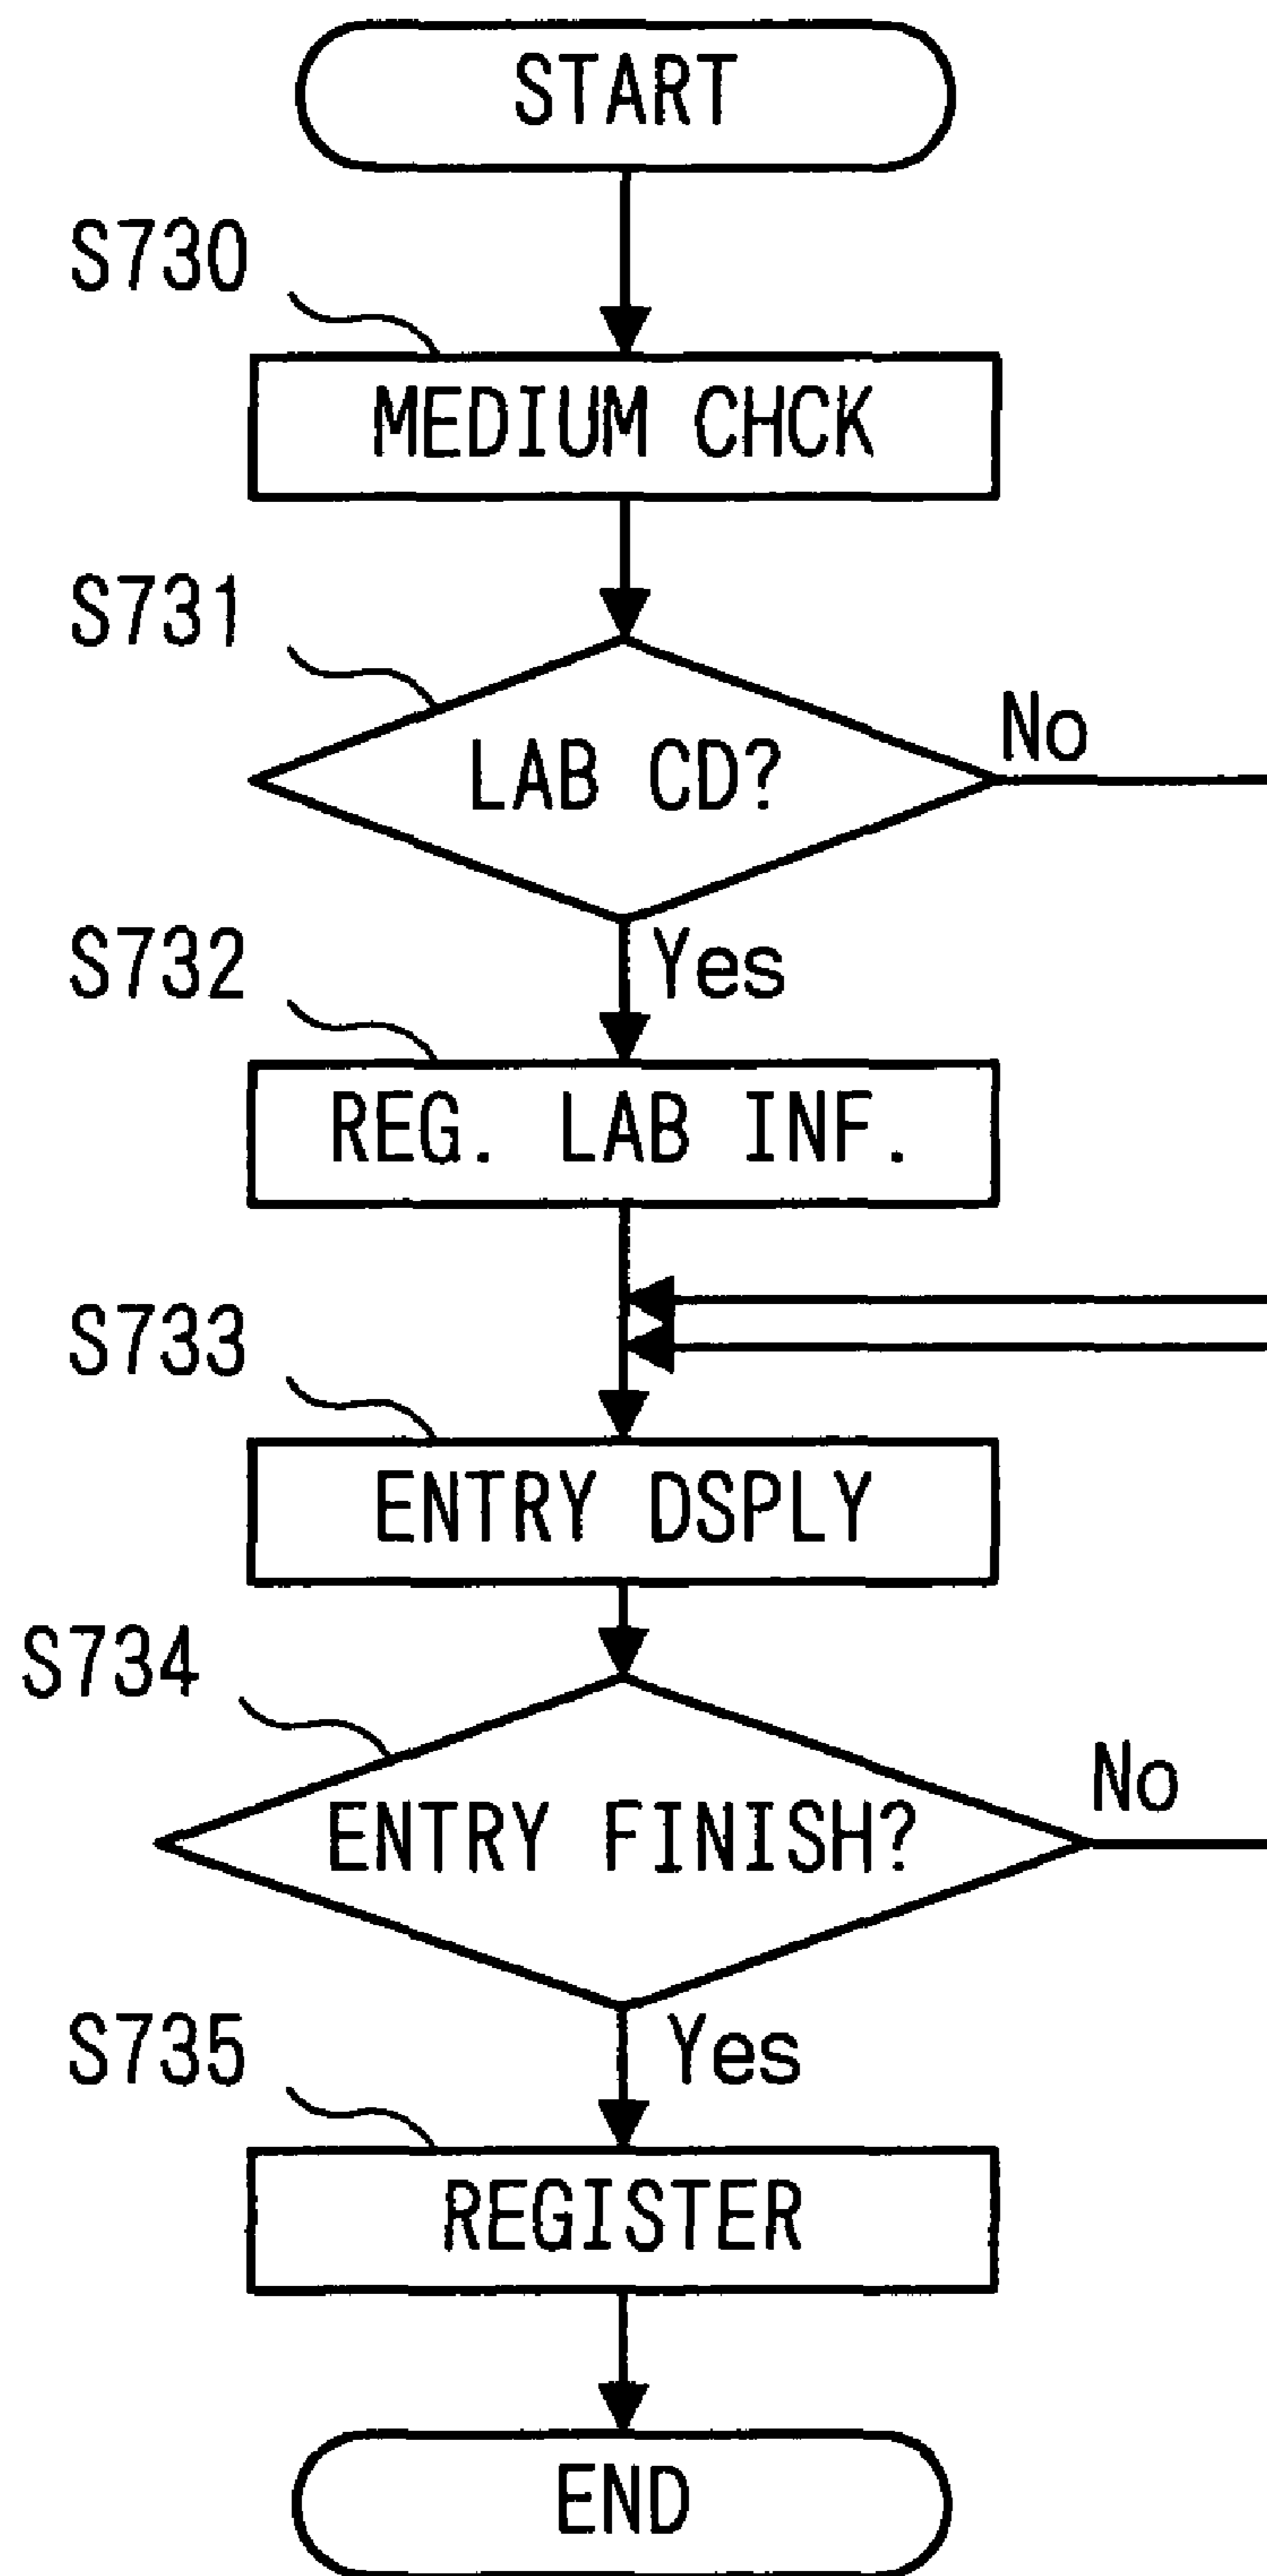 START
S730
MEDIUM CHCK
S731
LAB CD?
No
S732
Yes
REG. LAB INF.
S733
ENTRY DSPLY
S734
ENTRY FINISH?
No
S735
Yes
REGISTER
END